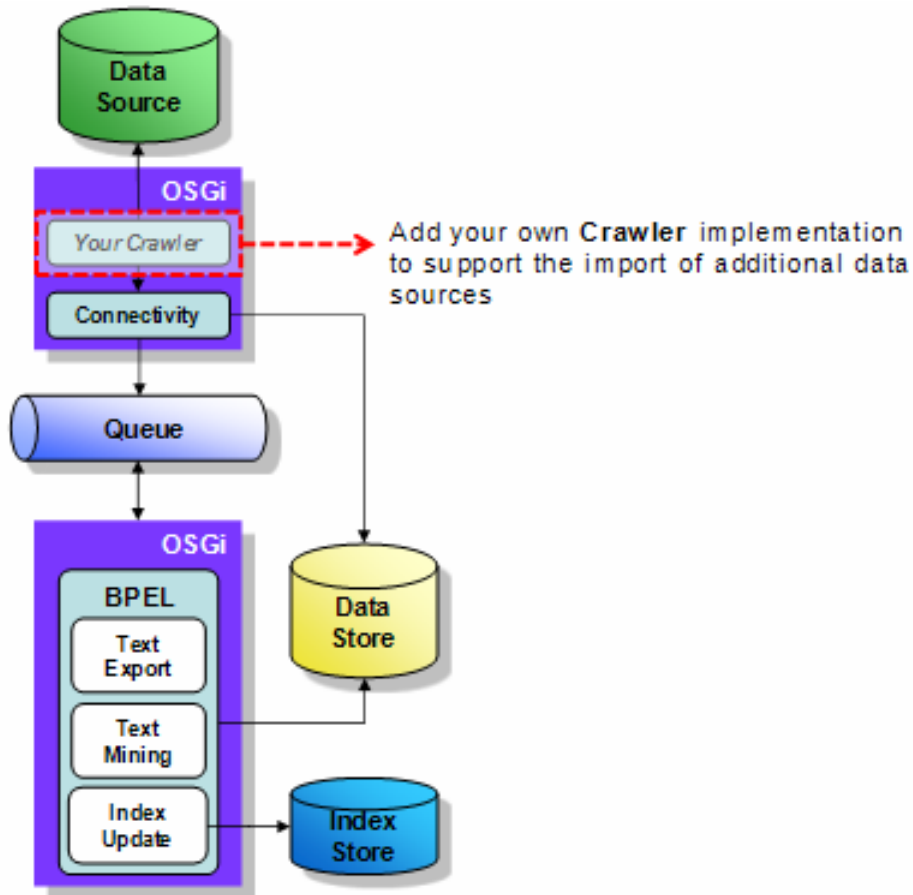 Data
Source
OSGi
Your Crawler
Add your own Crawler implementation
to support the import of additional data
sources
Connectivity
Queue
OSGi
BPEL
Text
Export
Text
Mining
Index
Update
Data
Store
Index
Store